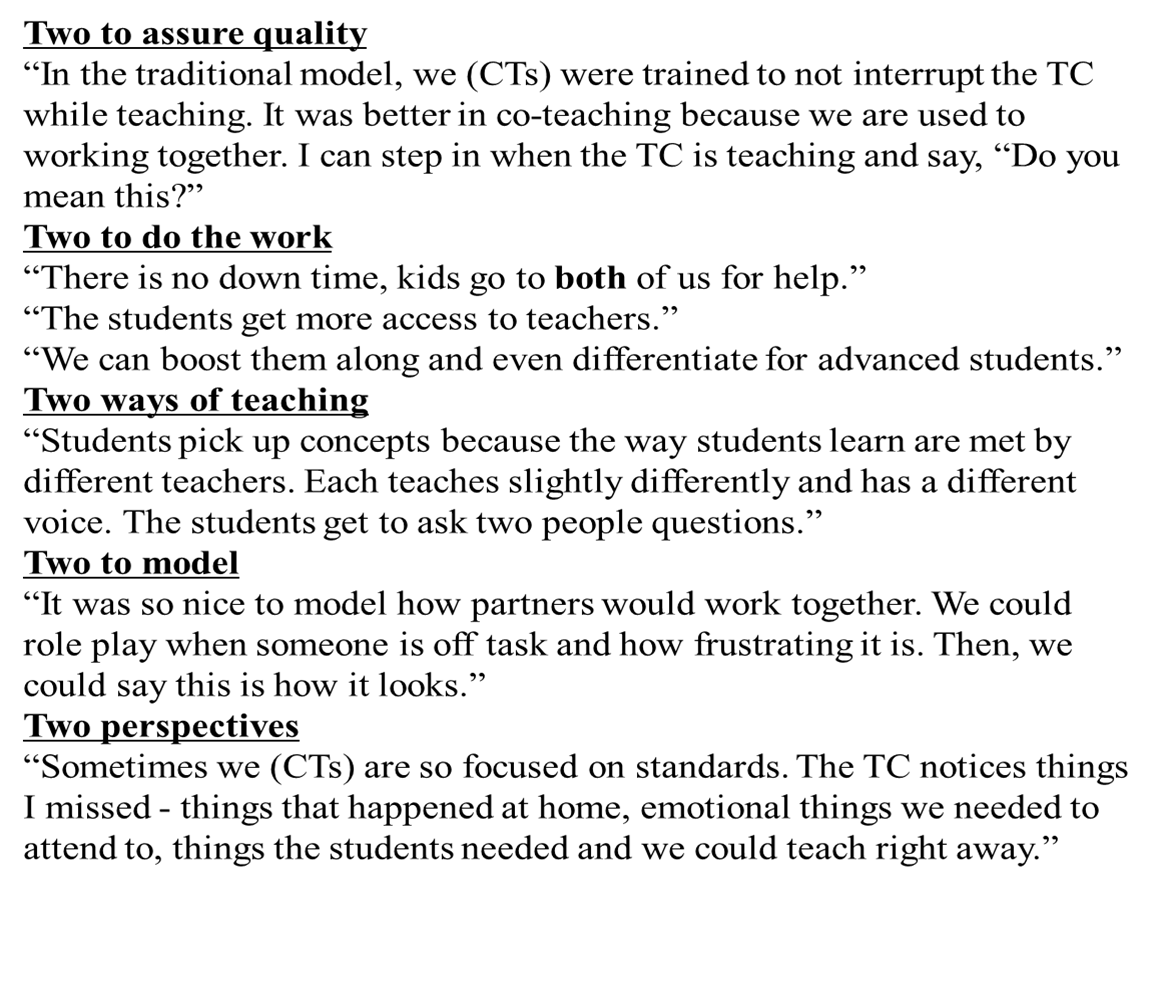 Two to assure quality
“In the traditional model, we (CTs) were trained to not interrupt the TC
while teaching. It was better in co-teaching because we are used to
working together. I can step in when the TC is teaching and say, “Do you
mean this?”
Two to do the work
“There is no down time, kids go to both of us for help.”
“The students get more access to teachers.”
“We can boost them along and even differentiate for advanced students.”
Two ways of teaching
“Students pick up concepts because the way students learn are met by
different teachers. Each teaches slightly differently and has a different
voice. The students get to ask two people questions.”
Two to model
“It was so nice to model how partners would work together. We could
role play when someone is off task and how frustrating it is. Then, we
could say this is how it looks.”
Two perspectives
“Sometimes we (CTs) are so focused on standards. The TC notices things
I missed - things that happened at home, emotional things we needed to
attend to, things the students needed and we could teach right away.”